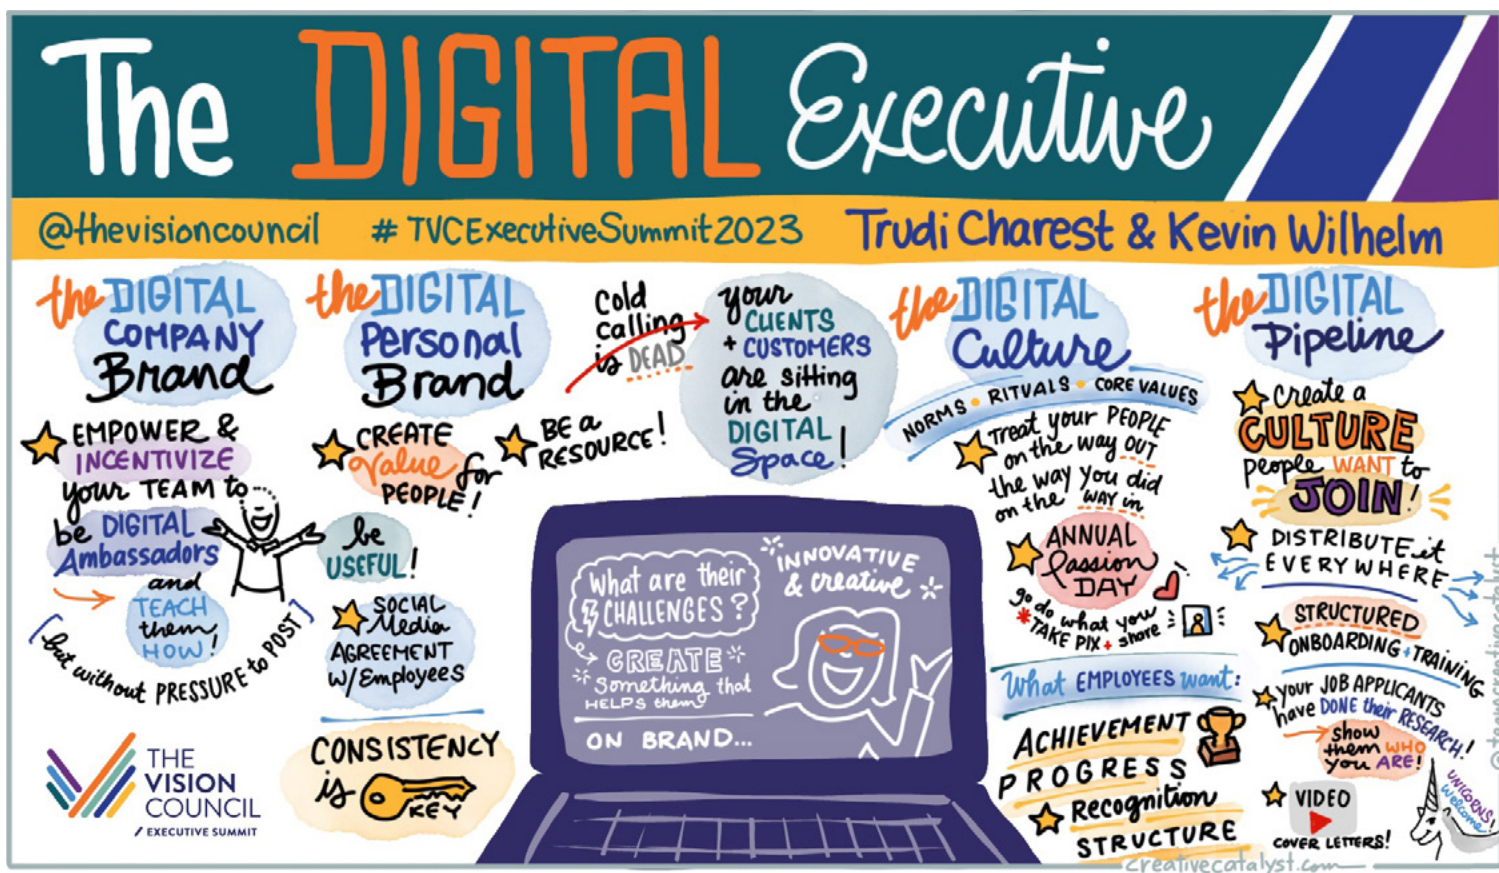 The DIGITAL Executive
@thevisioncouncil # TVCExecutiveSummit2023 Trudi Charest & Kevin Wilhelm
the DIGITAL
COMPANY
Brand
EMPOWER &
INCENTIVIZE
your TEAM to
be DIGITAL
Ambassadors
and
TEACH
them
HOW!
[but without PRESSURE to POST]
THE
VISION
COUNCIL
/ EXECUTIVE SUMMIT
the DIGITAL
Personal
Brand
CREATE
Value for
PEOPLE!
be
USEFUL!
SOCIAL
Media
AGREEMENT
w/Employees
CONSISTENCY
is KEY
Cold
calling
is DEAD
BE a
RESOURCE!
your
CLIENTS
+ CUSTOMERS
are sitting
in the
DIGITAL
Space!
What are their
CHALLENGES?
CREATE
Something that
HELPS them
ON BRAND...
INNOVATIVE
& creative
the DIGITAL
Culture
NORMS • RITUALS • CORE VALUES
Treat your PEOPLE
on the way OUT
the way you did
on the WAY in
ANNUAL
Passion
DAY
go do what you
*TAKE PIX + share
What EMPLOYEES want:
ACHIEVEMENT
PROGRESS
Recognition
STRUCTURE
the DIGITAL
Pipeline
Create a
CULTURE
people WANT to
JOIN!
DISTRIBUTE it
EVERYWHERE
STRUCTURED
ONBOARDING + TRAINING
your JOB APPLICANTS
have DONE their RESEARCH!
show
them WHO
you ARE!
VIDEO
COVER LETTERS!
UNICORNS!
Welcome
creativecatalyst.com
@teamcreativecatalyst